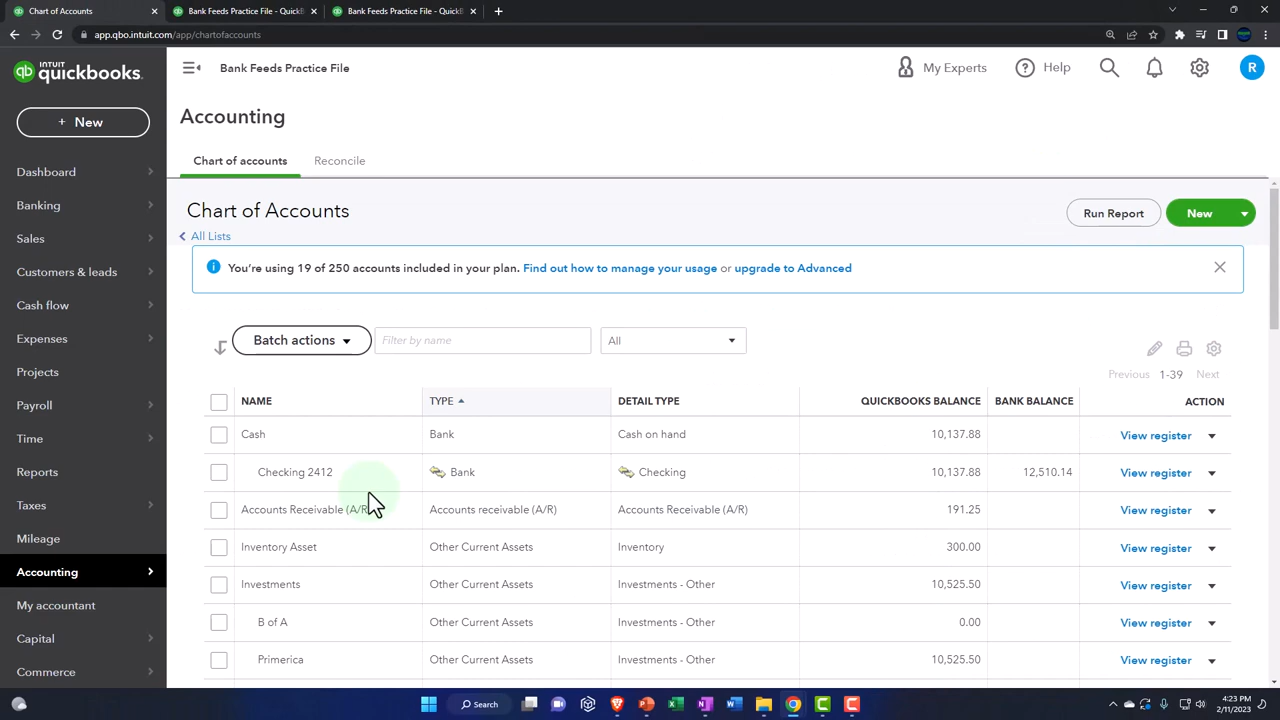 Chart of Accounts
Bank Feeds Practice File - QuickB
Bank Feeds Practice File - QuickB
app.qbo.intuit.com/app/chartofaccounts
INTUIT
quickbooks.
Bank Feeds Practice File
My Experts
Help
R
+ New
Accounting
Dashboard
Banking
Sales
Customers & leads
Cash flow
Expenses
Projects
Payroll
Time
Reports
Taxes
Mileage
Accounting
My accountant
Capital
Commerce
Chart of accounts Reconcile
Chart of Accounts
Run Report
New
All Lists
You're using 19 of 250 accounts included in your plan. Find out how to manage your usage or upgrade to Advanced
Batch actions
Filter by name
All
Previous 1-39 Next
NAME TYPE DETAIL TYPE QUICKBOOKS BALANCE BANK BALANCE ACTION
Cash Bank Cash on hand 10,137.88 View register
Checking 2412 Bank Checking 10,137.88 12,510.14 View register
Accounts Receivable (A/R) Accounts receivable (A/R) Accounts Receivable (A/R) 191.25 View register
Inventory Asset Other Current Assets Inventory 300.00 View register
Investments Other Current Assets Investments - Other 10,525.50 View register
B of A Other Current Assets Investments - Other 0.00 View register
Primerica Other Current Assets Investments - Other 10,525.50 View register
Search
4:23 PM
2/11/2023